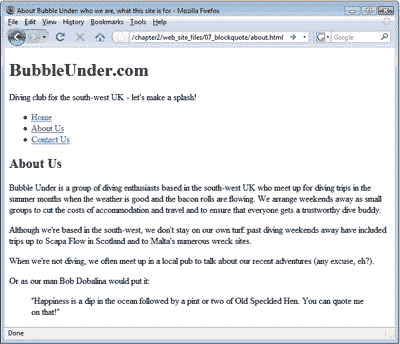 About Bubble Under: who we are, what this site is for - Mozilla Firefox
File Edit View History Bookmarks Tools Help
/chapter2/web_site_files/07_blockquote/about.html
Google
BubbleUnder.com
Diving club for the south-west UK - let's make a splash!
Home
About Us
Contact Us
About Us
Bubble Under is a group of diving enthusiasts based in the south-west UK who meet up for diving trips in the
summer months when the weather is good and the bacon rolls are flowing. We arrange weekends away as small
groups to cut the costs of accommodation and travel and to ensure that everyone gets a trustworthy dive buddy.
Although we're based in the south-west, we don't stay on our own turf: past diving weekends away have included
trips up to Scapa Flow in Scotland and to Malta's numerous wreck sites.
When we're not diving, we often meet up in a local pub to talk about our recent adventures (any excuse, eh?).
Or as our man Bob Dobalina would put it:
"Happiness is a dip in the ocean followed by a pint or two of Old Speckled Hen. You can quote me
on that!"
Done